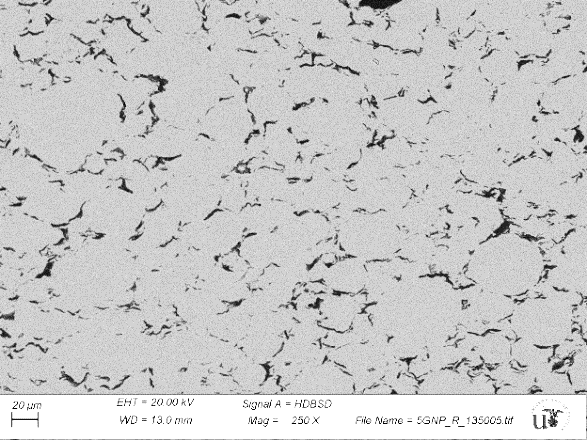 20 µm
EHT = 20.00 kV
Signal A = HDBSD
WD = 13.0 mm
Mag = 250 X
File Name = 5GNP_R_135005.tif